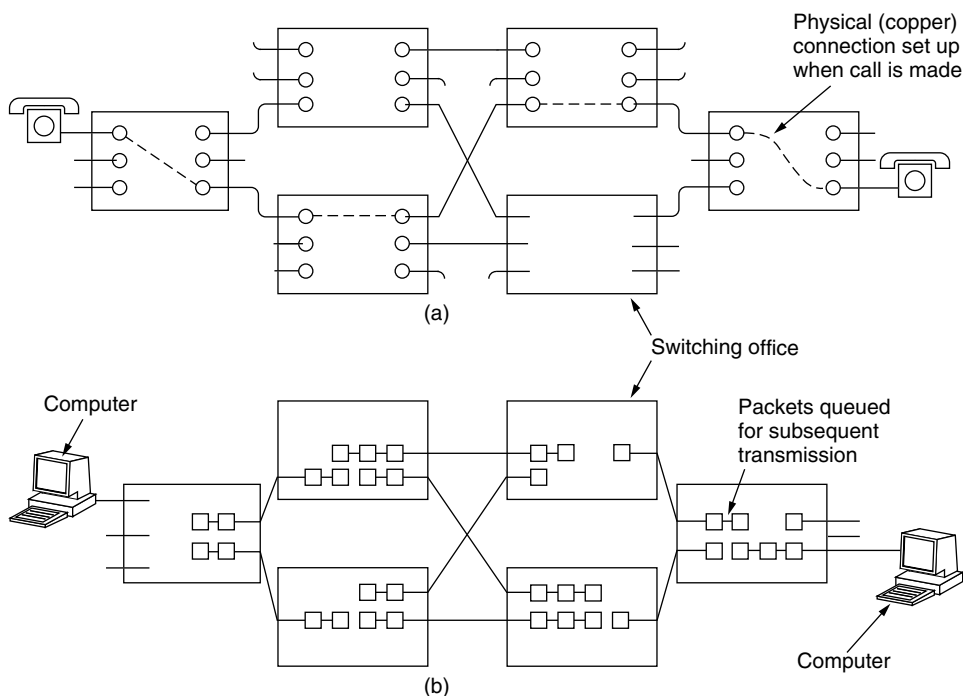 Physical (copper)
connection set up
when call is made
(a)
Switching office
Computer
Packets queued
for subsequent
transmission
Computer
(b)